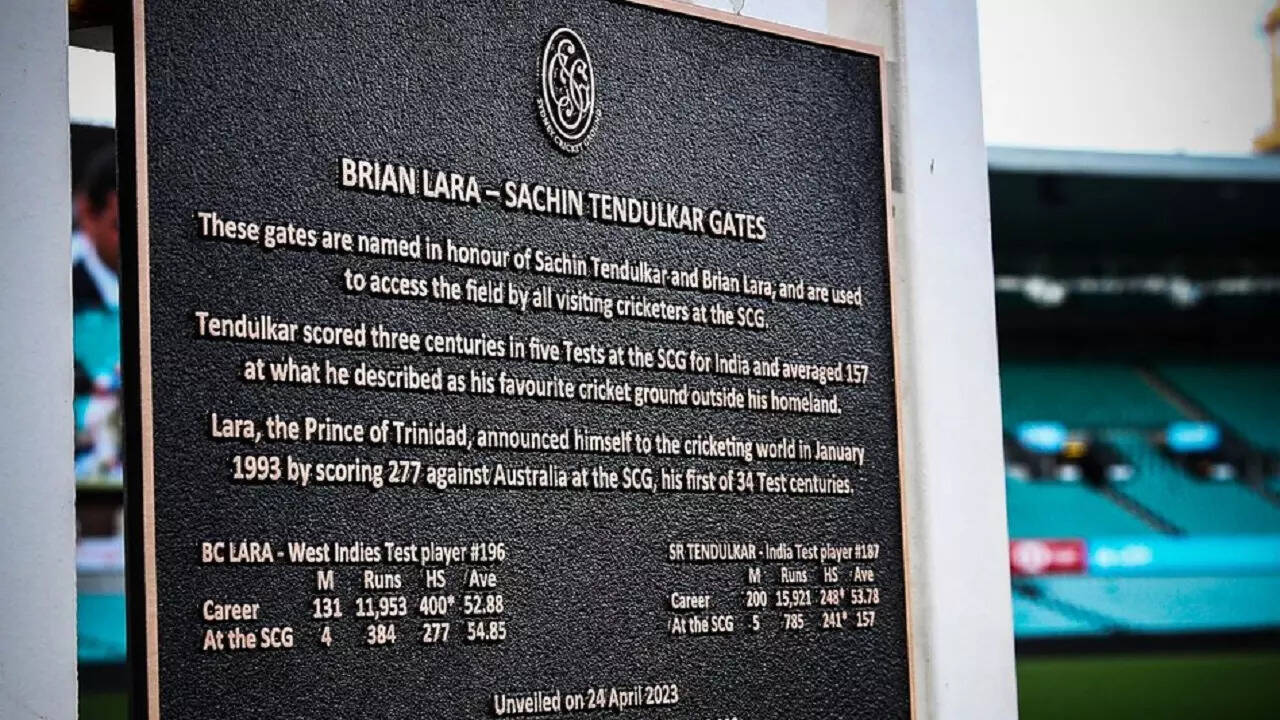 SYDNEY CRICKET GROUND
BRIAN LARA – SACHIN TENDULKAR GATES
These gates are named in honour of Sachin Tendulkar and Brian Lara, and are used
to access the field by all visiting cricketers at the SCG.
Tendulkar scored three centuries in five Tests at the SCG for India and averaged 157
at what he described as his favourite cricket ground outside his homeland.
Lara, the Prince of Trinidad, announced himself to the cricketing world in January
1993 by scoring 277 against Australia at the SCG, his first of 34 Test centuries.
BC LARA - West Indies Test player #196
M Runs HS Ave
Career 131 11,953 400* 52.88
At the SCG 4 384 277 54.85
SR TENDULKAR - India Test player #187
M Runs HS Ave
Career 200 15,921 248* 53.78
At the SCG 5 785 241* 157
Unveiled on 24 April 2023